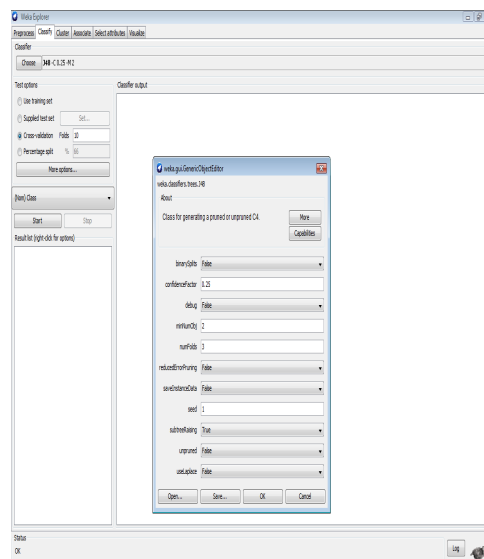 Weka Explorer
Preprocess Classify Cluster Associate Select attributes Visualize
Classifier
Choose J48 -C 0.25 -M 2
Test options
Use training set
Supplied test set Set...
Cross-validation Folds 10
Percentage split % 66
More options...
(Nom) Class
Start Stop
Result list (right-click for options)
Classifier output
weka.gui.GenericObjectEditor
weka.classifiers.trees.J48
About
Class for generating a pruned or unpruned C4.
More
Capabilities
binarySplits False
confidenceFactor 0.25
debug False
minNumObj 2
numFolds 3
reducedErrorPruning False
saveInstanceData False
seed 1
subtreeRaising True
unpruned False
useLaplace False
Open... Save... OK Cancel
Status
OK
Log